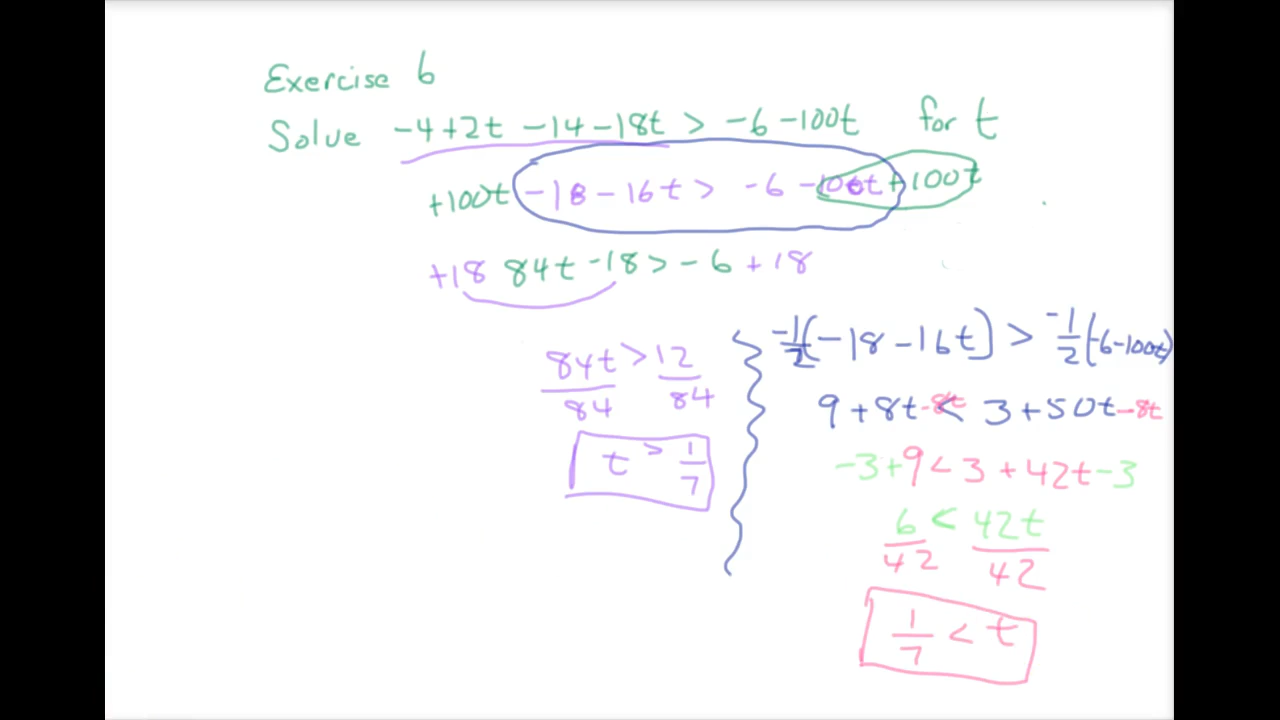 Exercise 6
Solve -4+2t -14-18t > -6-100t for t
+100t -18-16t > -6-100t +100t
+18 84t -18 > -6 +18
84t > 12
84 84
t > 1/7
-1/2(-18-16t) > -1/2(-6-100t)
9+8t-8t < 3+50t-8t
-3+9 < 3+42t-3
6 < 42t
42 42
1/7 < t